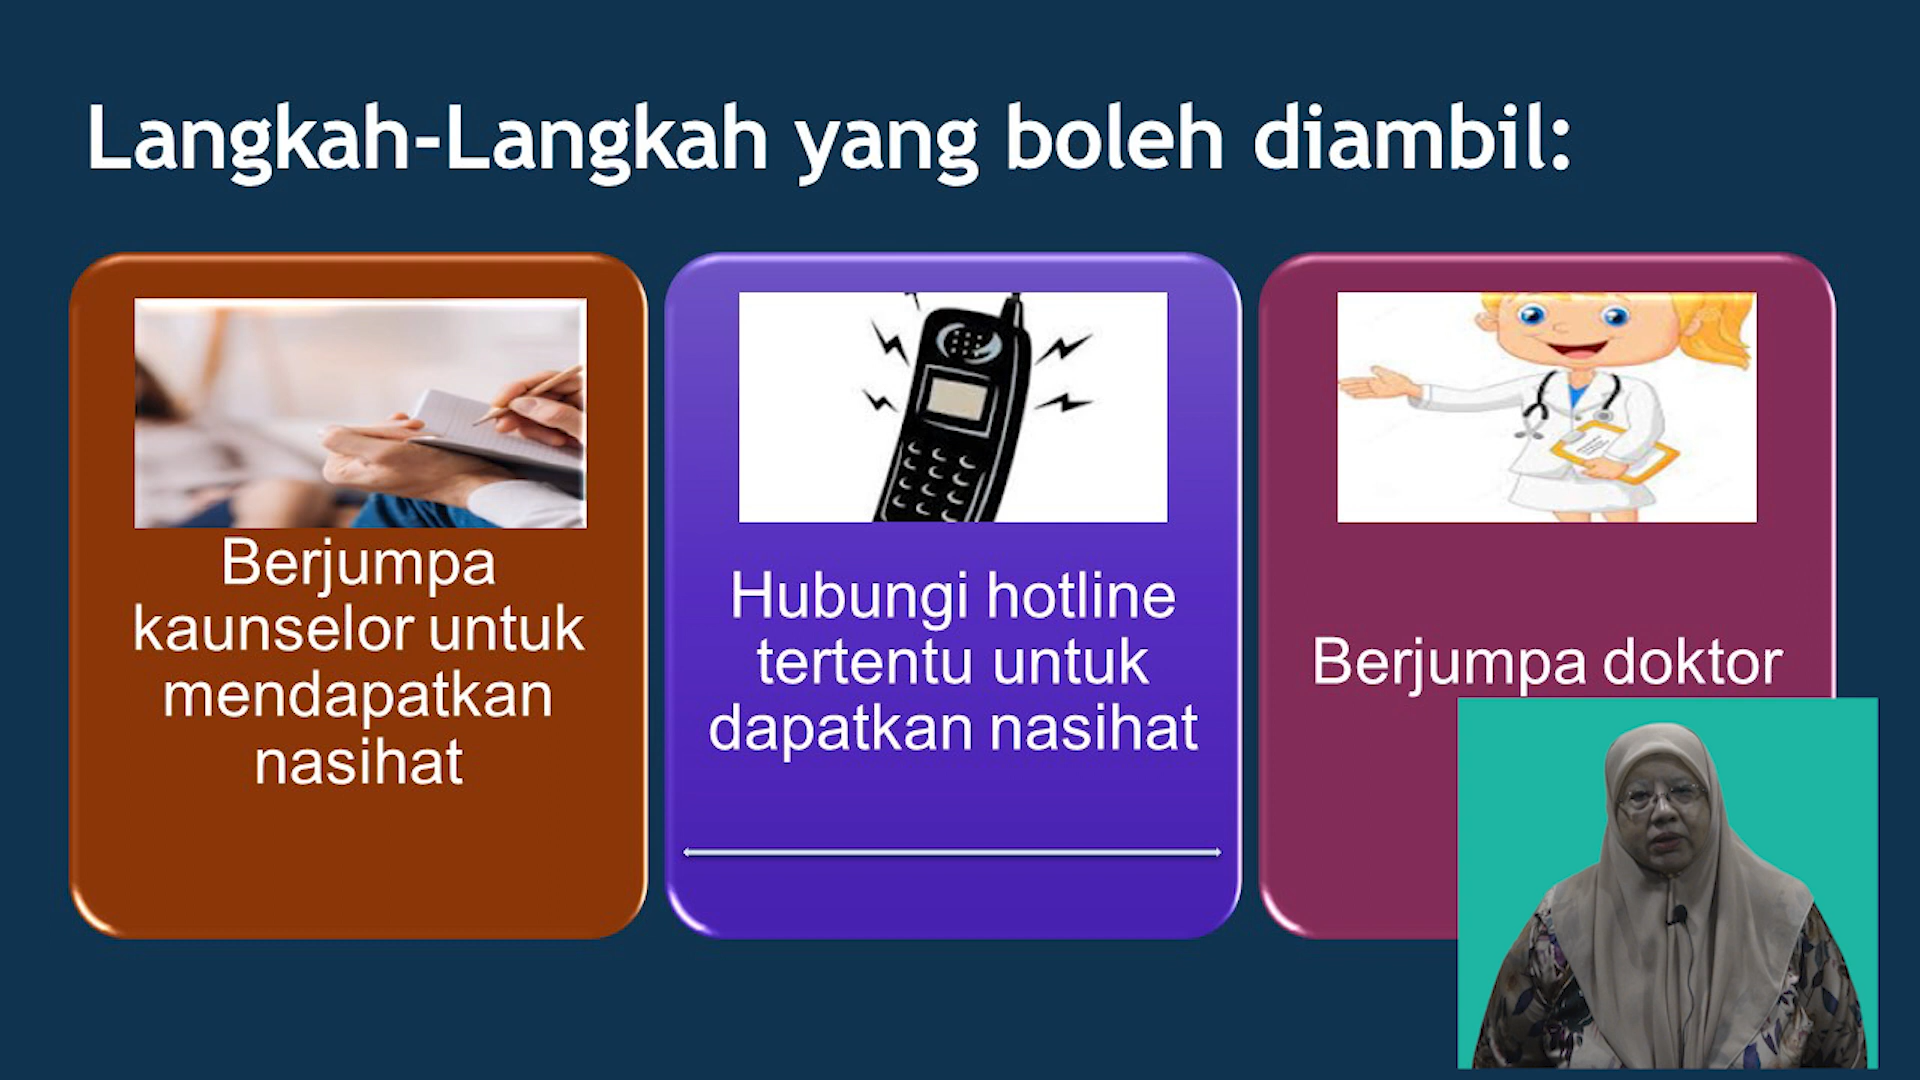 Langkah-Langkah yang boleh diambil:
Berjumpa
kaunselor untuk
mendapatkan
nasihat
Hubungi hotline
tertentu untuk
dapatkan nasihat
Berjumpa doktor